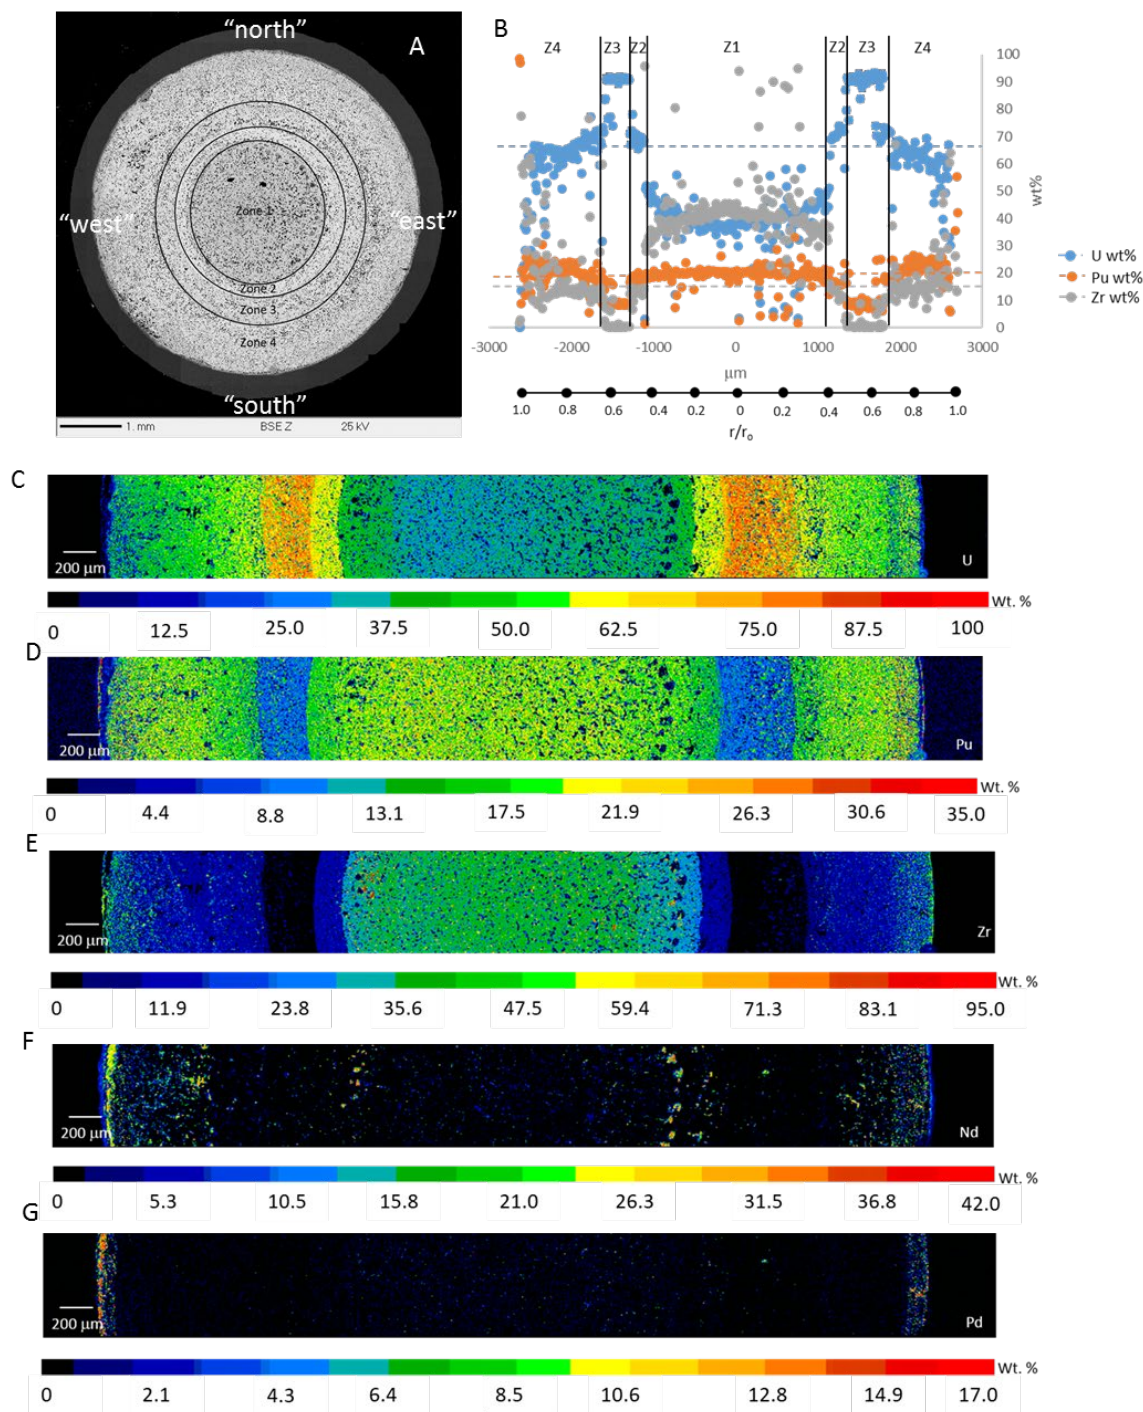 A
"north"
"west"
"east"
Zone 1
Zone 2
Zone 3
Zone 4
"south"
1. mm BSE Z 25 kV
B
Z4 Z3 Z2 Z1 Z2 Z3 Z4
100
90
80
70
60
50
40
30
20
10
0
wt%
-3000 -2000 -1000 0 1000 2000 3000
μm
1.0 0.8 0.6 0.4 0.2 0 0.2 0.4 0.6 0.8 1.0
r/ro
U wt%
Pu wt%
Zr wt%
C
200 μm
U
Wt. %
0 12.5 25.0 37.5 50.0 62.5 75.0 87.5 100
D
200 μm
Pu
Wt. %
0 4.4 8.8 13.1 17.5 21.9 26.3 30.6 35.0
E
200 μm
Zr
Wt. %
0 11.9 23.8 35.6 47.5 59.4 71.3 83.1 95.0
F
200 μm
Nd
Wt. %
0 5.3 10.5 15.8 21.0 26.3 31.5 36.8 42.0
G
200 μm
Pd
Wt. %
0 2.1 4.3 6.4 8.5 10.6 12.8 14.9 17.0